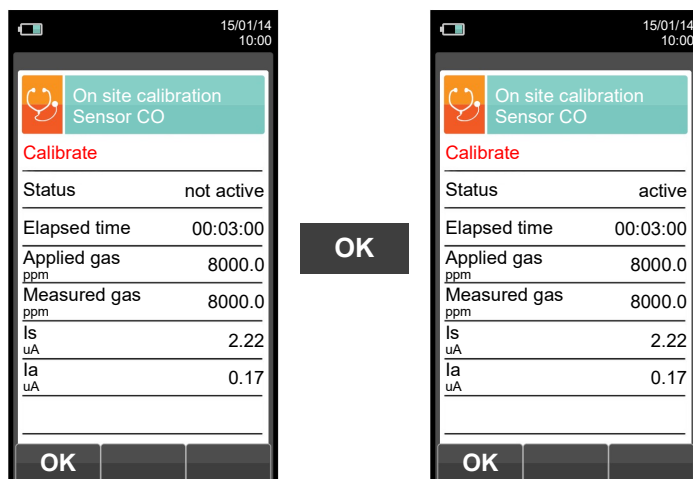 15/01/14
10:00
On site calibration
Sensor CO
Calibrate
Status not active
Elapsed time 00:03:00
Applied gas
ppm 8000.0
Measured gas
ppm 8000.0
Is
uA 2.22
Ia
uA 0.17
OK
OK
15/01/14
10:00
On site calibration
Sensor CO
Calibrate
Status active
Elapsed time 00:03:00
Applied gas
ppm 8000.0
Measured gas
ppm 8000.0
Is
uA 2.22
Ia
uA 0.17
OK